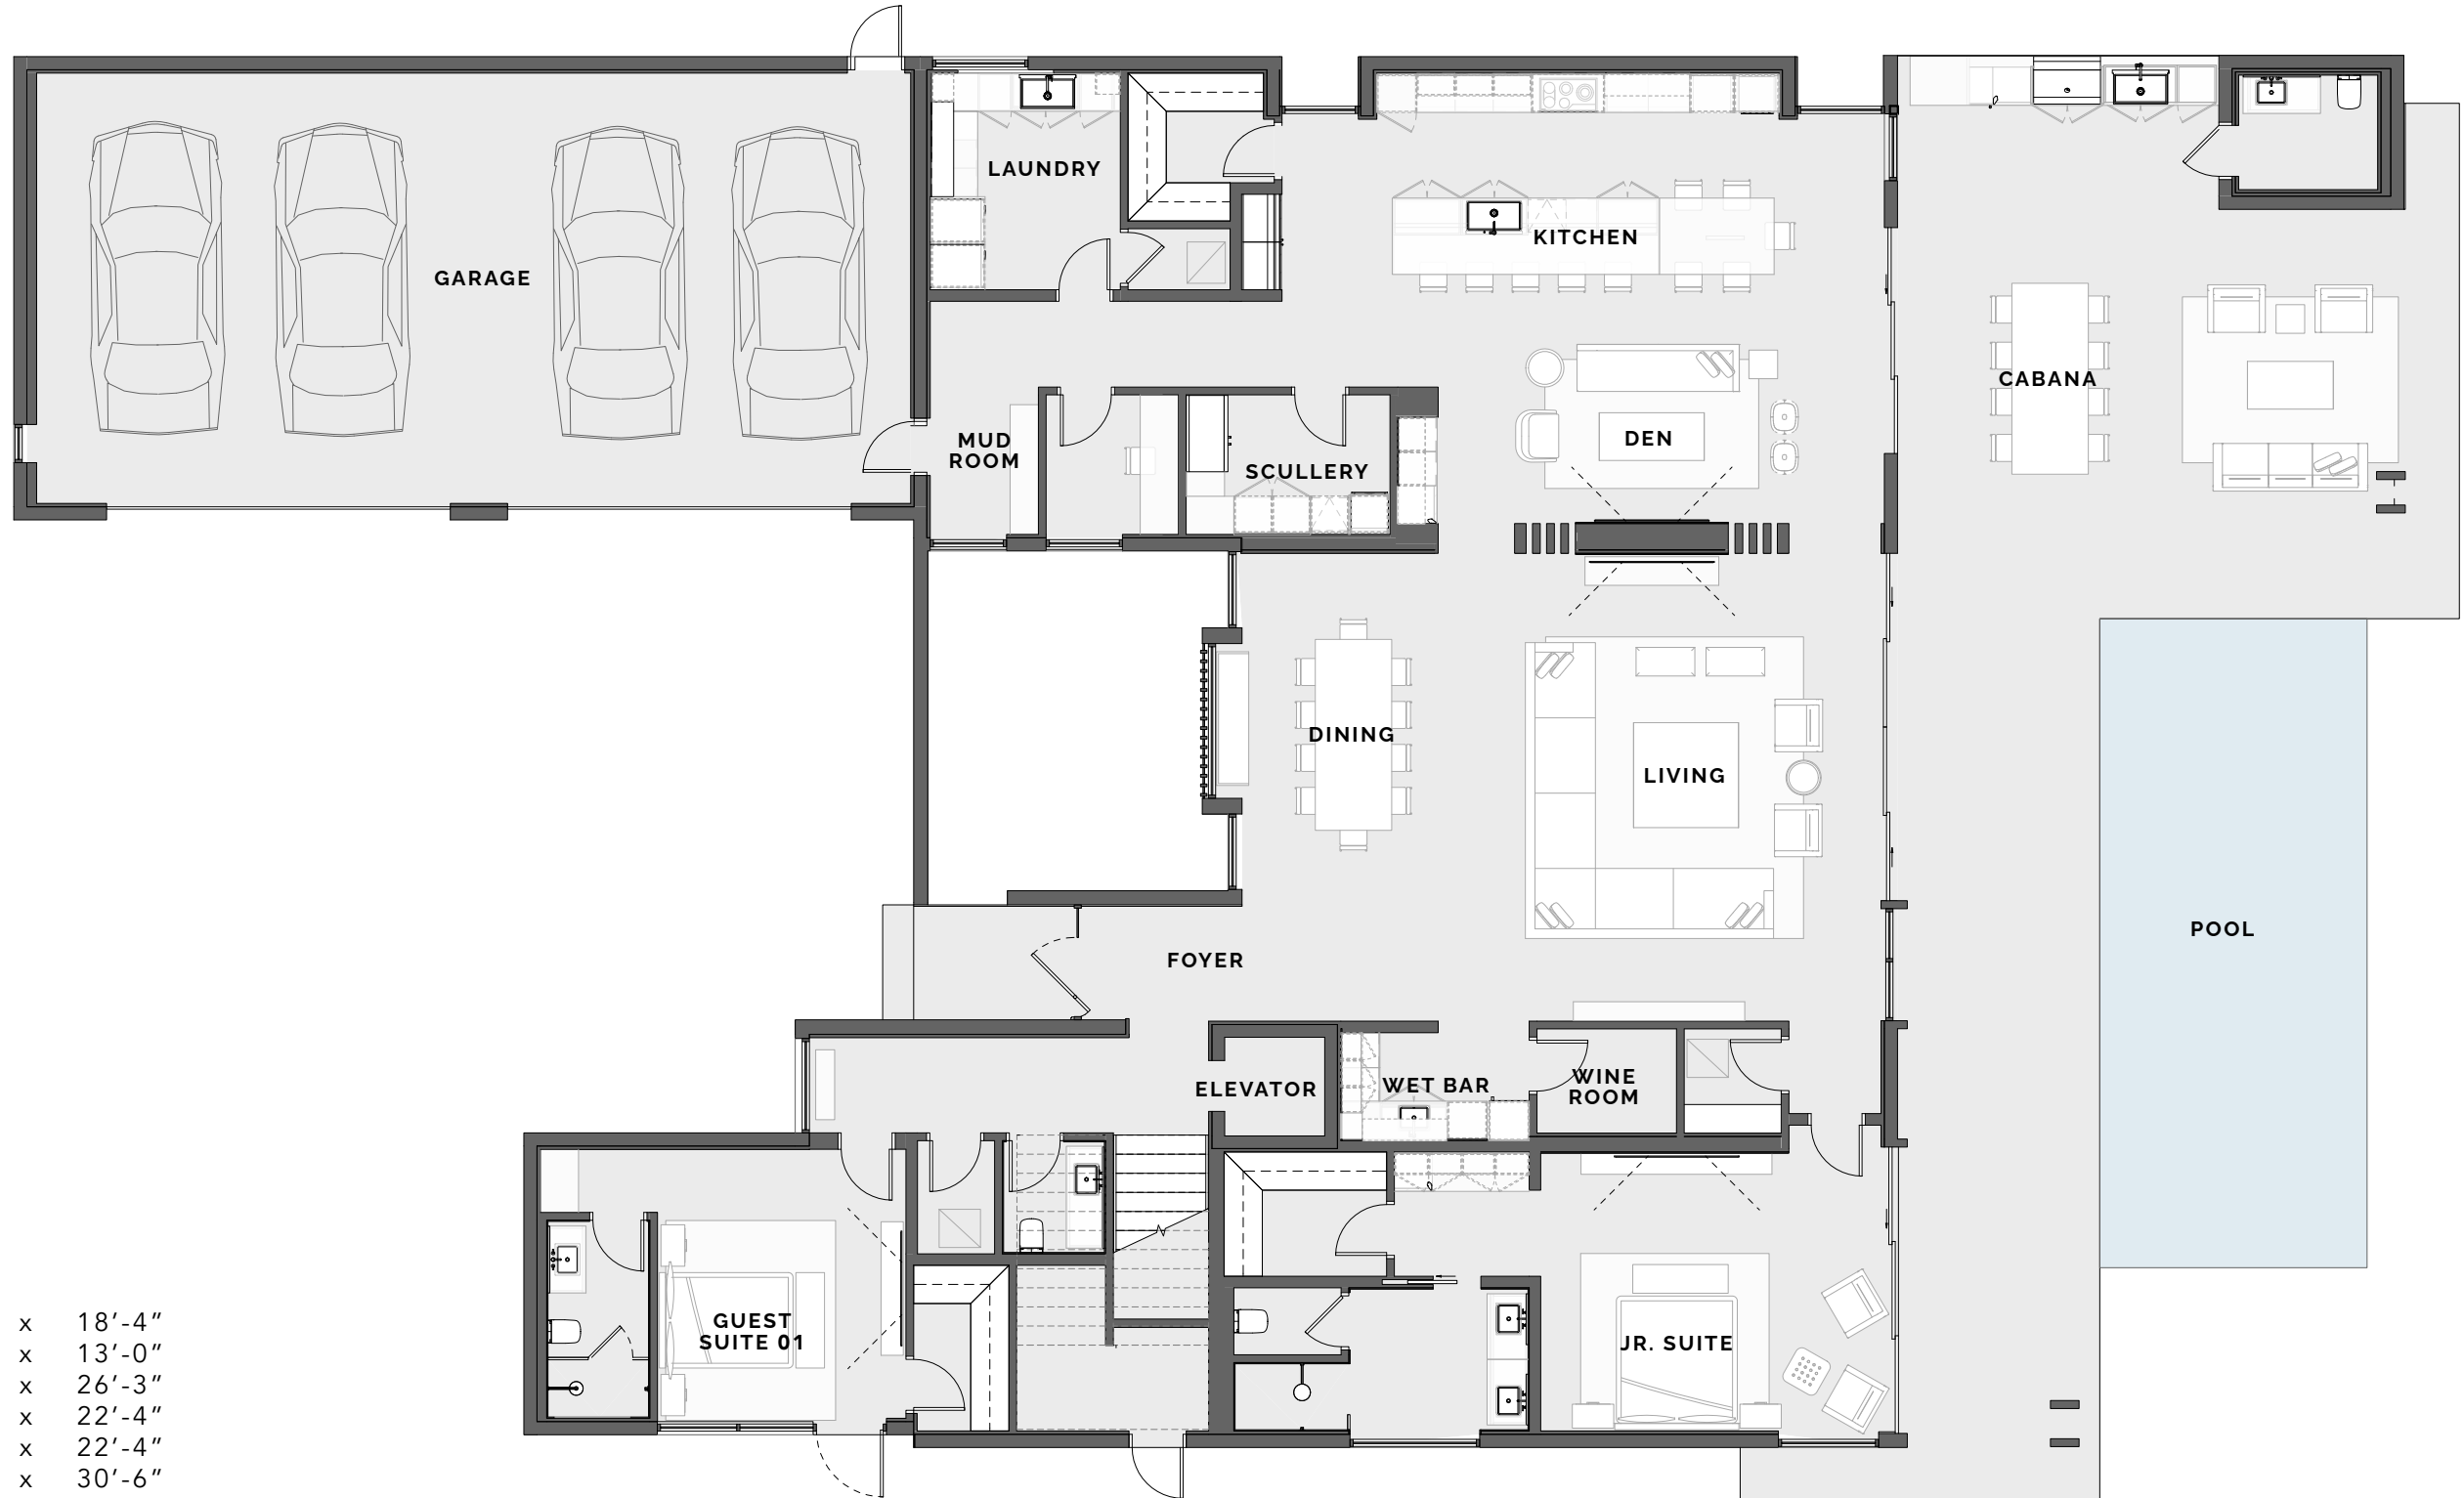 LAUNDRY
KITCHEN
GARAGE
CABANA
MUD
ROOM
DEN
SCULLERY
DINING
LIVING
POOL
FOYER
ELEVATOR
WET BAR
WINE
ROOM
GUEST
SUITE 01
JR. SUITE
x 18’-4”
x 13’-0”
x 26’-3”
x 22’-4”
x 22’-4”
x 30’-6”